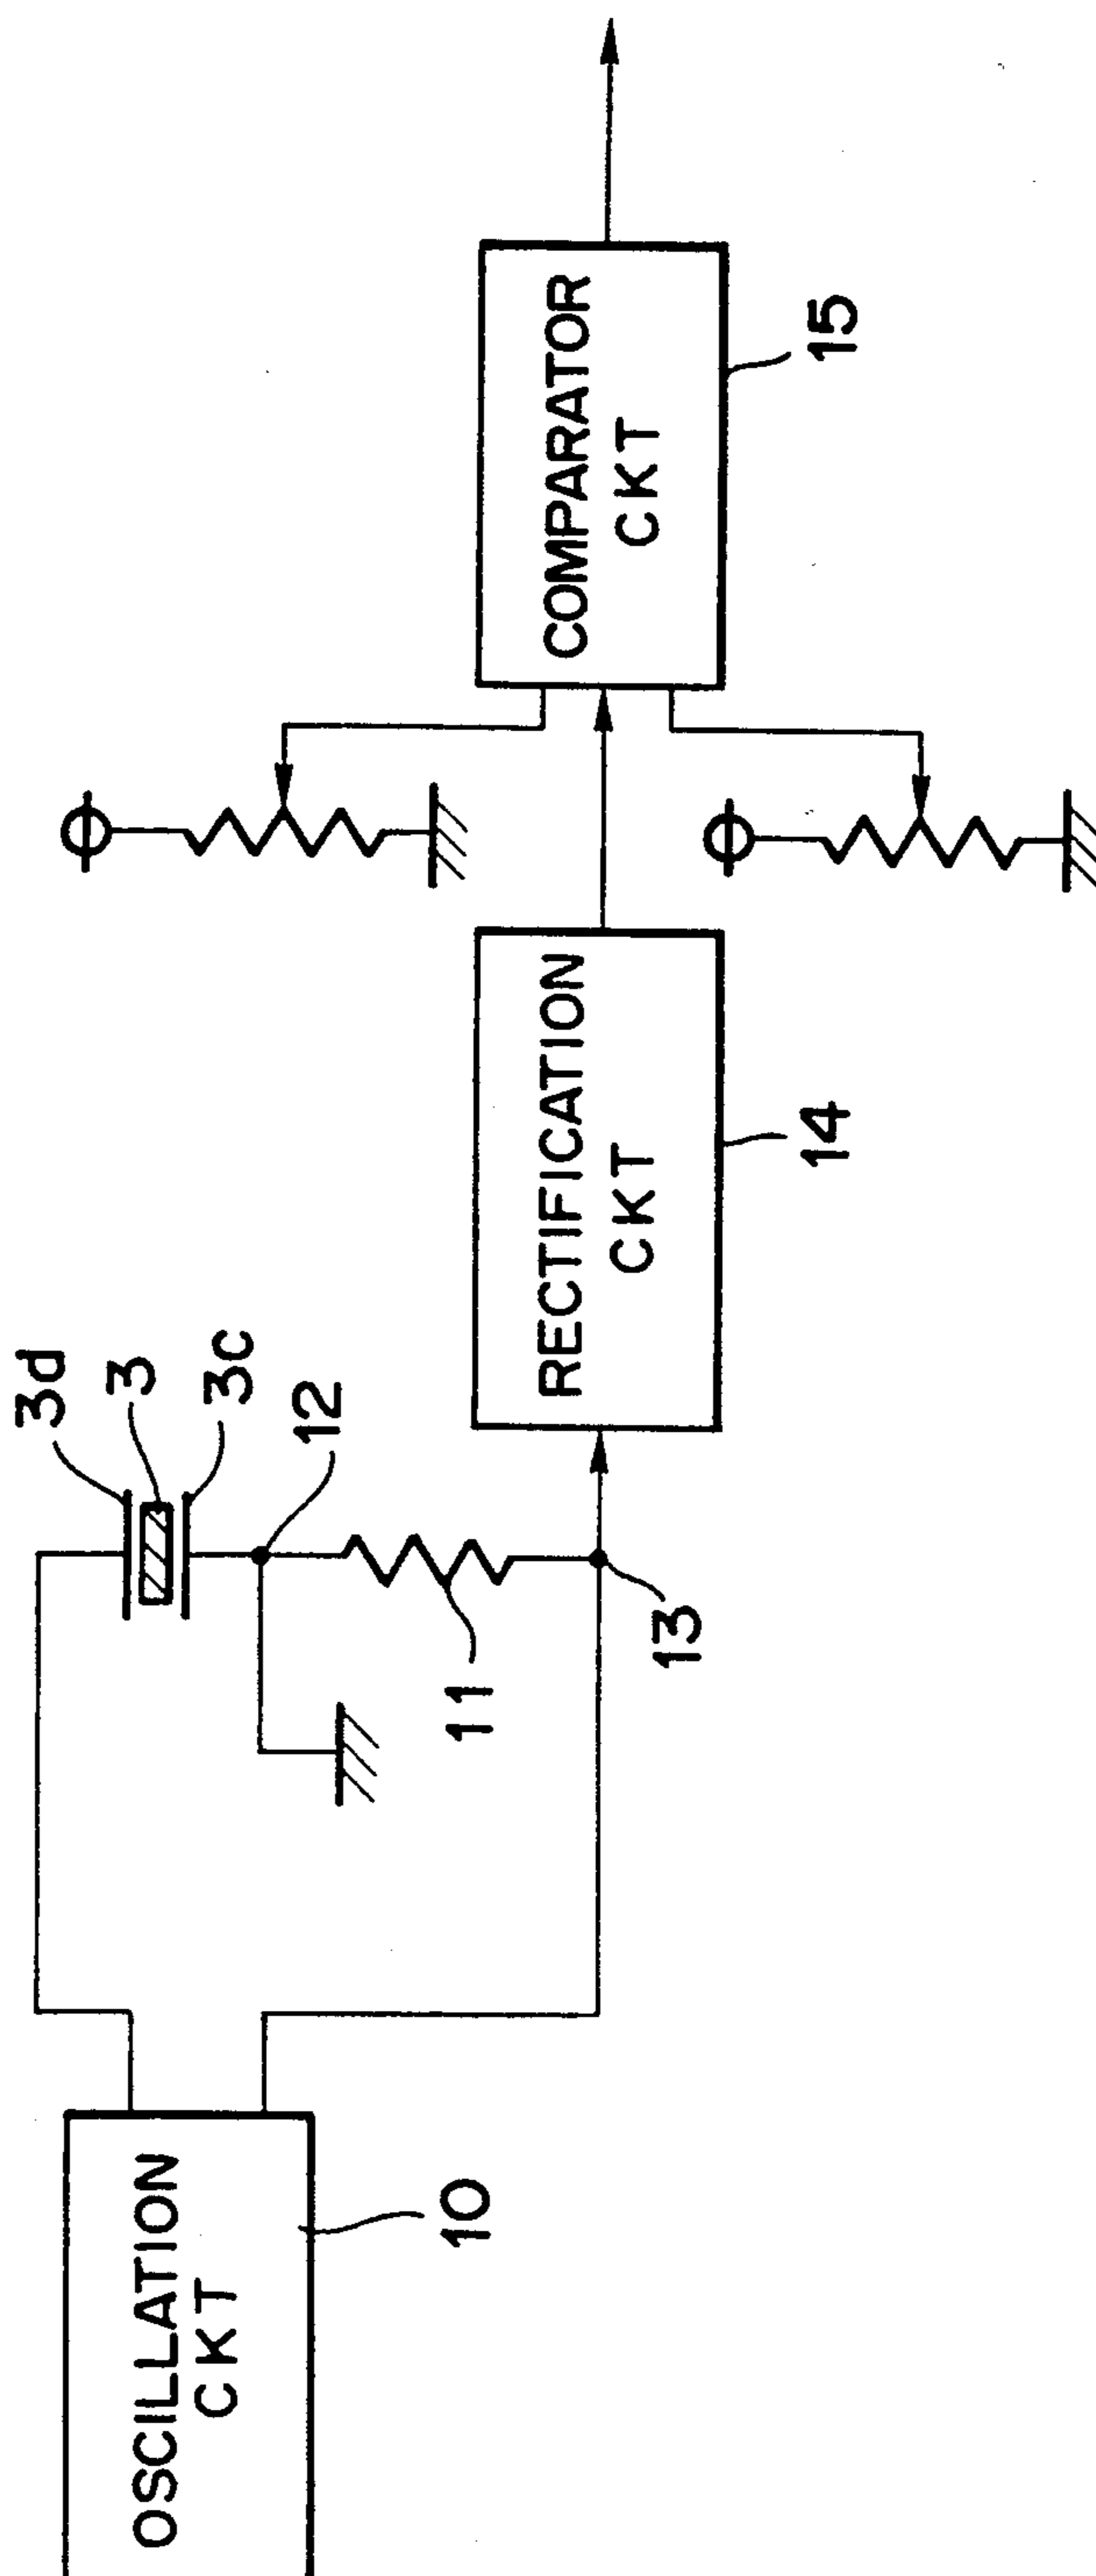 OSCILLATION
CKT
10
3d
3
3c
12
11
13
RECTIFICATION
CKT
14
COMPARATOR
CKT
15